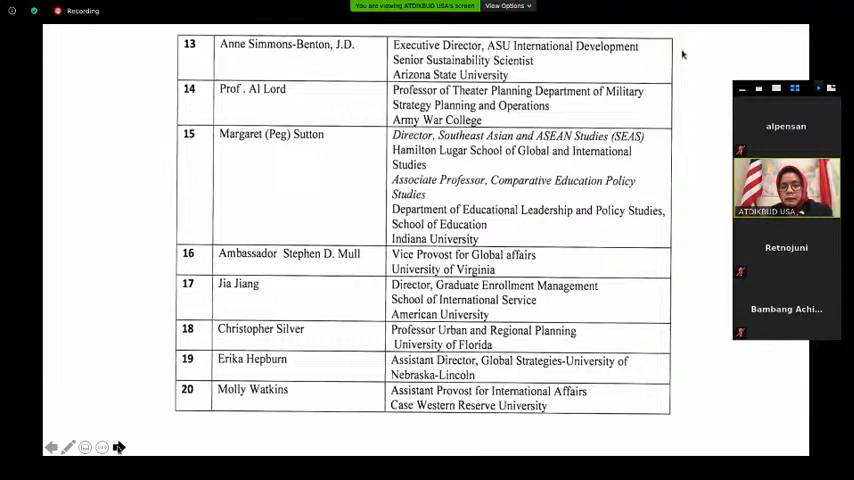 Recording
You are viewing ATDIKBUD USA's screen
View Options
13
Anne Simmons-Benton, J.D.
Executive Director, ASU International Development
Senior Sustainability Scientist
Arizona State University
14
Prof . Al Lord
Professor of Theater Planning Department of Military
Strategy Planning and Operations
Army War College
15
Margaret (Peg) Sutton
Director, Southeast Asian and ASEAN Studies (SEAS)
Hamilton Lugar School of Global and International
Studies
Associate Professor, Comparative Education Policy
Studies
Department of Educational Leadership and Policy Studies,
School of Education
Indiana University
16
Ambassador Stephen D. Mull
Vice Provost for Global affairs
University of Virginia
17
Jia Jiang
Director, Graduate Enrollment Management
School of International Service
American University
18
Christopher Silver
Professor Urban and Regional Planning
University of Florida
19
Erika Hepburn
Assistant Director, Global Strategies-University of
Nebraska-Lincoln
20
Molly Watkins
Assistant Provost for International Affairs
Case Western Reserve University
alpensan
ATDIKBUD USA
Retnojuni
Bambang Achi...